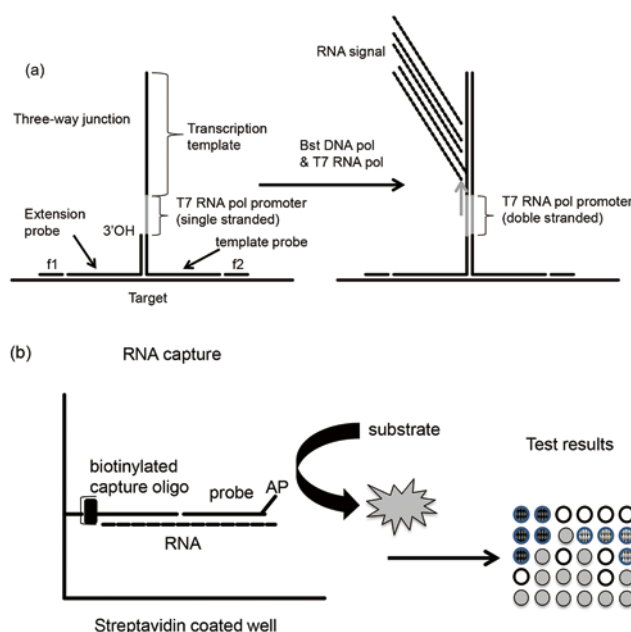 (a)
Three-way junction
Transcription
template
T7 RNA pol promoter
(single stranded)
Extension
probe
3'OH
template probe
f1
f2
Target
Bst DNA pol
& T7 RNA pol
RNA signal
T7 RNA pol promoter
(doble stranded)
(b)
RNA capture
biotinylated
capture oligo
probe
AP
RNA
Streptavidin coated well
substrate
Test results